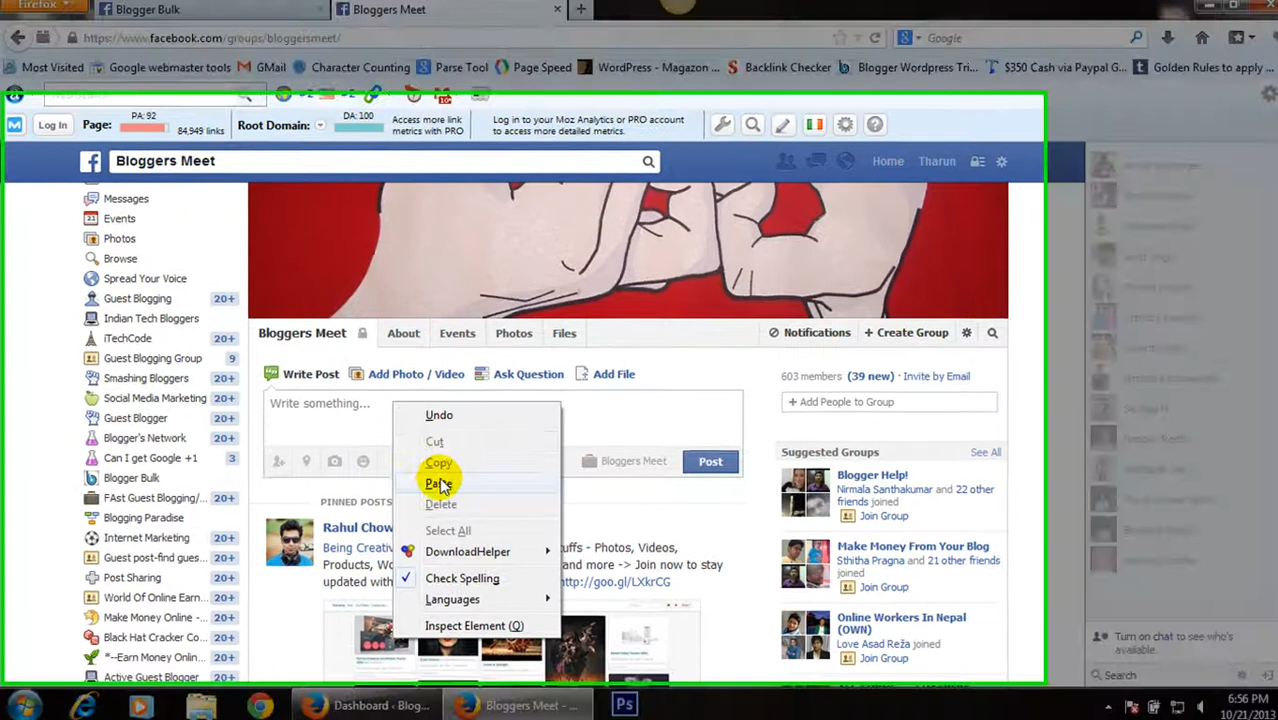 Firefox
Bloggers Bulk
Bloggers Meet
https://www.facebook.com/groups/bloggersmeet/
Google
Most Visited
Google webmaster tools
GMail
Character Counting
Parse Tool
Page Speed
WordPress - Magazon ...
Backlink Checker
Blogger Wordpress Tri...
$350 Cash via Paypal G...
Golden Rules to apply ...
Log In
Page:
PA: 92
84,949 links
Root Domain:
DA: 100
Access more link
metrics with PRO
Log in to your Moz Analytics or PRO account
to access more detailed metrics.
Bloggers Meet
Home
Tharun
Messages
Events
Photos
Browse
Spread Your Voice
Guest Blogging 20+
Indian Tech Bloggers
iTechCode 20+
Guest Blogging Group 9
Smashing Bloggers 20+
Social Media Marketing 20+
Guest Blogger 20+
Blogger's Network 20+
Can I get Google +1 3
Blogger Bulk
FAst Guest Blogging/... 20+
Blogging Paradise
Internet Marketing 20+
Guest post-find gues... 20+
Post Sharing 20+
World Of Online Earn... 20+
Make Money Online -... 20+
Black Hat Cracker Co... 20+
*--Earn Money Onlin... 20+
Active Guest Blogger 20+
Bloggers Meet
About
Events
Photos
Files
Notifications
+ Create Group
Write Post
Add Photo / Video
Ask Question
Add File
Write something...
Bloggers Meet
Post
Undo
Cut
Copy
Paste
Delete
Select All
DownloadHelper
Check Spelling
Languages
Inspect Element (Q)
PINNED POSTS
Rahul Chow
Being Creativ
tuffs - Photos, Videos,
Products, Wo
and more -> Join now to stay
updated with
http://goo.gl/LXkrCG
603 members (39 new) · Invite by Email
+ Add People to Group
Suggested Groups
See All
Blogger Help!
Nirmala Santhakumar and 22 other
friends joined
Join Group
Make Money From Your Blog
Sthitha Pragna and 21 other friends
joined
Join Group
Online Workers In Nepal
(OWN)
Love Asad Reža joined
Join Group
Turn on chat to see who's
available.
Search
Dashboard - Blog...
Bloggers Meet - ...
Ps
6:56 PM
10/21/2013